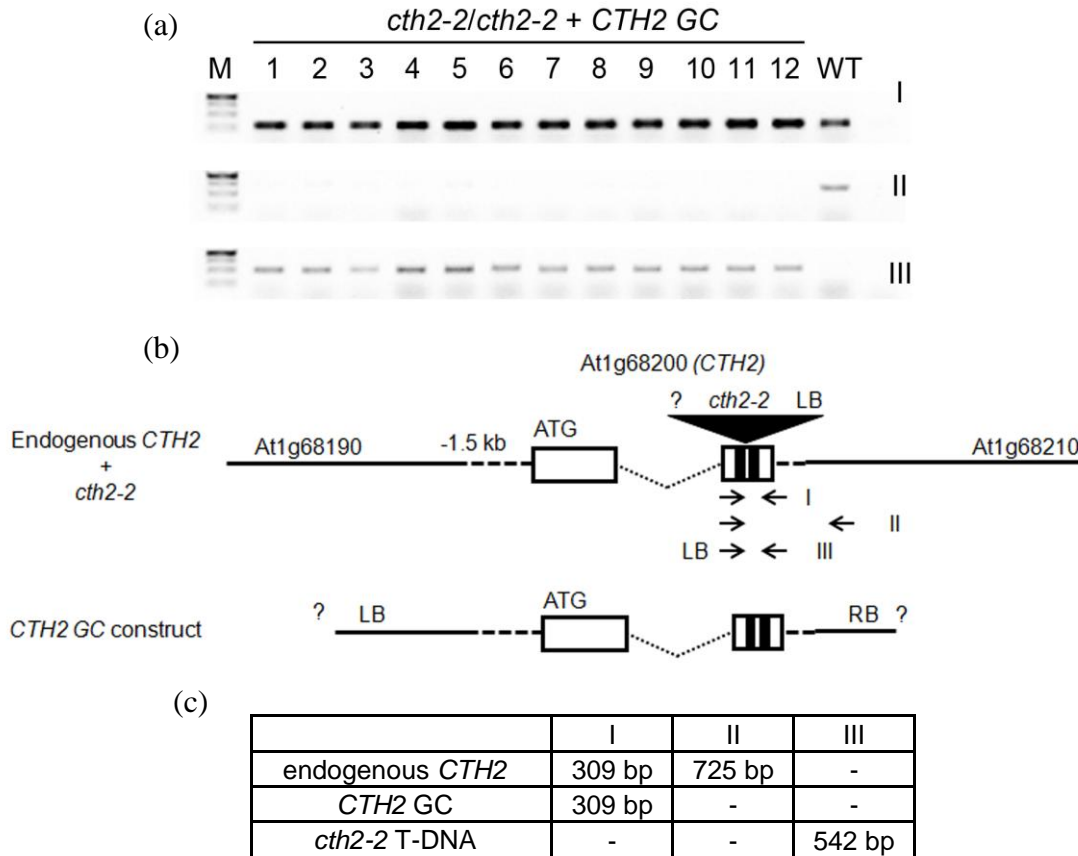 (a)
cth2-2/cth2-2 + CTH2 GC
M 1 2 3 4 5 6 7 8 9 10 11 12 WT
I
II
III
(b)
At1g68200 (CTH2)
? cth2-2 LB
Endogenous CTH2
+
cth2-2
At1g68190 -1.5 kb ATG At1g68210
I
II
LB III
CTH2 GC construct
? LB ATG RB ?
(c)
I II III
endogenous CTH2 309 bp 725 bp -
CTH2 GC 309 bp - -
cth2-2 T-DNA - - 542 bp